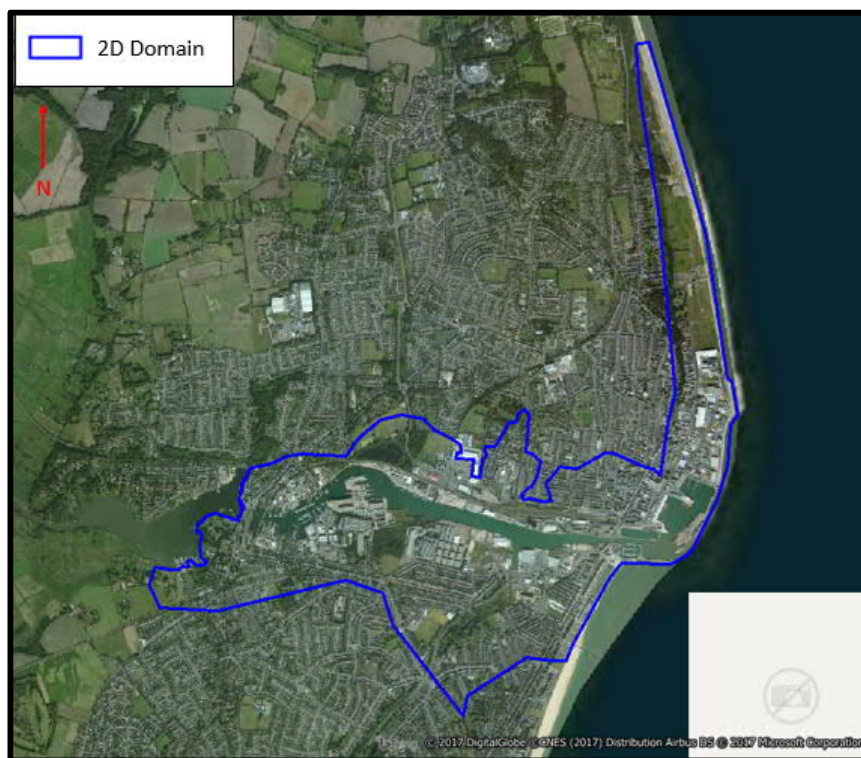 2D Domain
N
© 2017 DigitalGlobe ©CNES (2017) Distribution Airbus DS © 2017 Microsoft Corporation